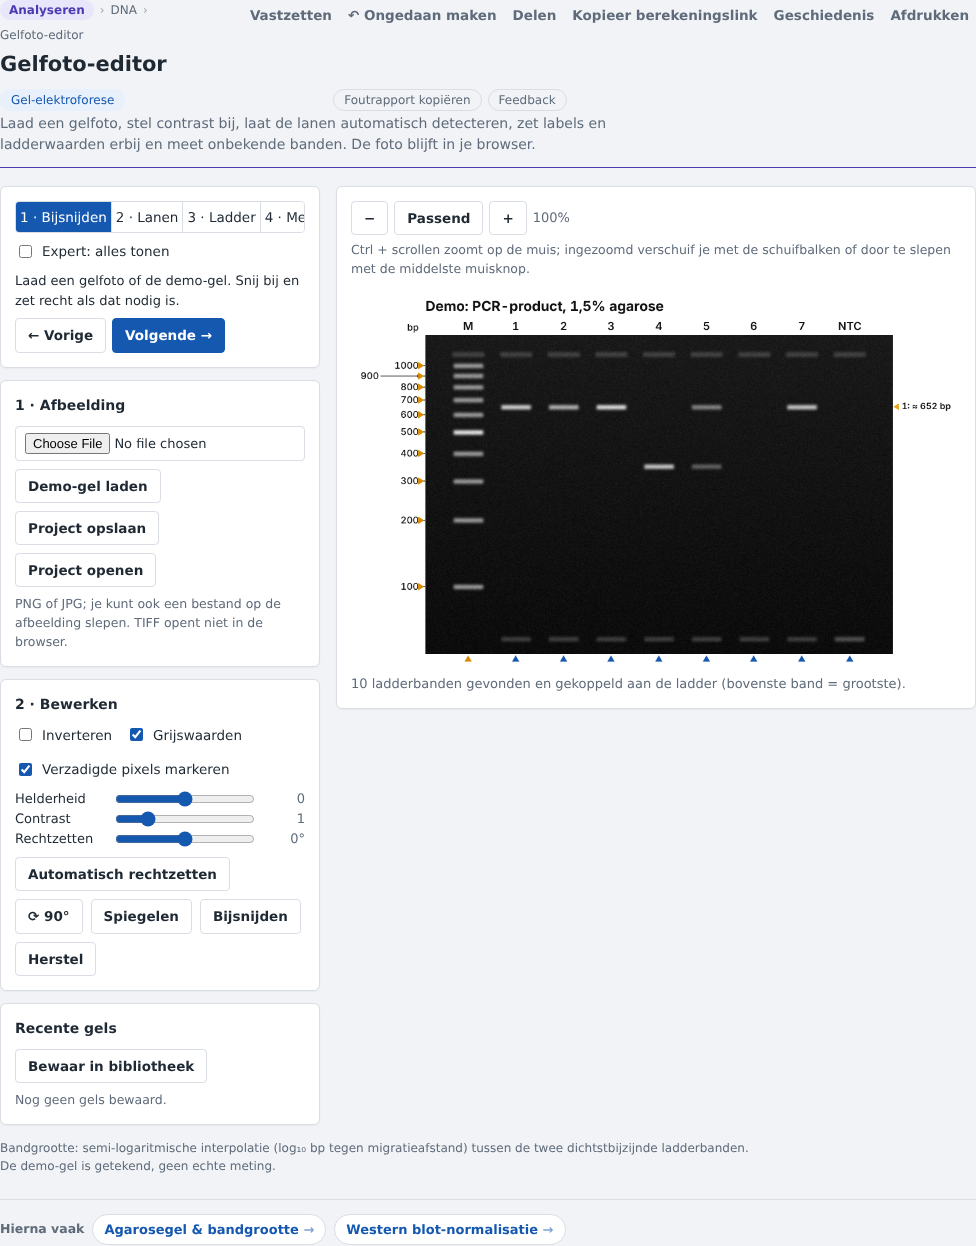 Analyseren › DNA ›
Gelfoto-editor
Vastzetten ↶ Ongedaan maken Delen Kopieer berekeningslink Geschiedenis Afdrukken
Gelfoto-editor
Gel-elektroforese Foutrapport kopiëren Feedback
Laad een gelfoto, stel contrast bij, laat de lanen automatisch detecteren, zet labels en
ladderwaarden erbij en meet onbekende banden. De foto blijft in je browser.
1 · Bijsnijden 2 · Lanen 3 · Ladder 4 · Me
Expert: alles tonen
Laad een gelfoto of de demo-gel. Snij bij en
zet recht als dat nodig is.
← Vorige Volgende →
1 · Afbeelding
Choose File No file chosen
Demo-gel laden
Project opslaan
Project openen
PNG of JPG; je kunt ook een bestand op de
afbeelding slepen. TIFF opent niet in de
browser.
2 · Bewerken
Inverteren Grijswaarden
Verzadigde pixels markeren
Helderheid 0
Contrast 1
Rechtzetten 0°
Automatisch rechtzetten
⟳ 90° Spiegelen Bijsnijden
Herstel
Recente gels
Bewaar in bibliotheek
Nog geen gels bewaard.
− Passend + 100%
Ctrl + scrollen zoomt op de muis; ingezoomd verschuif je met de schuifbalken of door te slepen
met de middelste muisknop.
Demo: PCR-product, 1,5% agarose
bp M 1 2 3 4 5 6 7 NTC
1000
900
800
700
600
500
400
300
200
100
1: ≈ 652 bp
10 ladderbanden gevonden en gekoppeld aan de ladder (bovenste band = grootste).
Bandgrootte: semi-logaritmische interpolatie (log₁₀ bp tegen migratieafstand) tussen de twee dichtstbijzijnde ladderbanden.
De demo-gel is getekend, geen echte meting.
Hierna vaak Agarosegel & bandgrootte → Western blot-normalisatie →